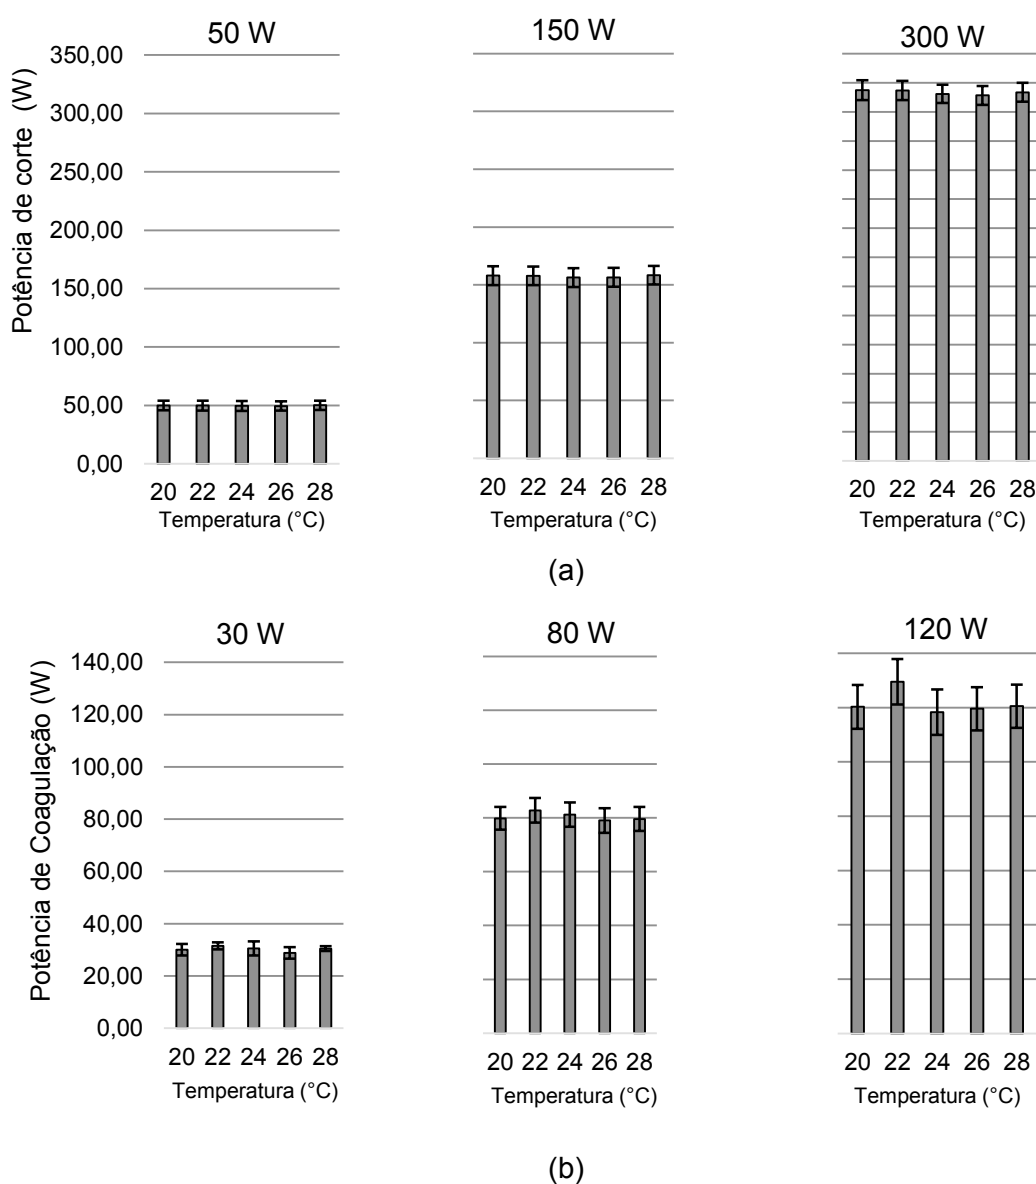 50 W
150 W
300 W
Potência de corte (W)
350,00
300,00
250,00
200,00
150,00
100,00
50,00
0,00
20 22 24 26 28
Temperatura (°C)
20 22 24 26 28
Temperatura (°C)
20 22 24 26 28
Temperatura (°C)
(a)
30 W
80 W
120 W
Potência de Coagulação (W)
140,00
120,00
100,00
80,00
60,00
40,00
20,00
0,00
20 22 24 26 28
Temperatura (°C)
20 22 24 26 28
Temperatura (°C)
20 22 24 26 28
Temperatura (°C)
(b)